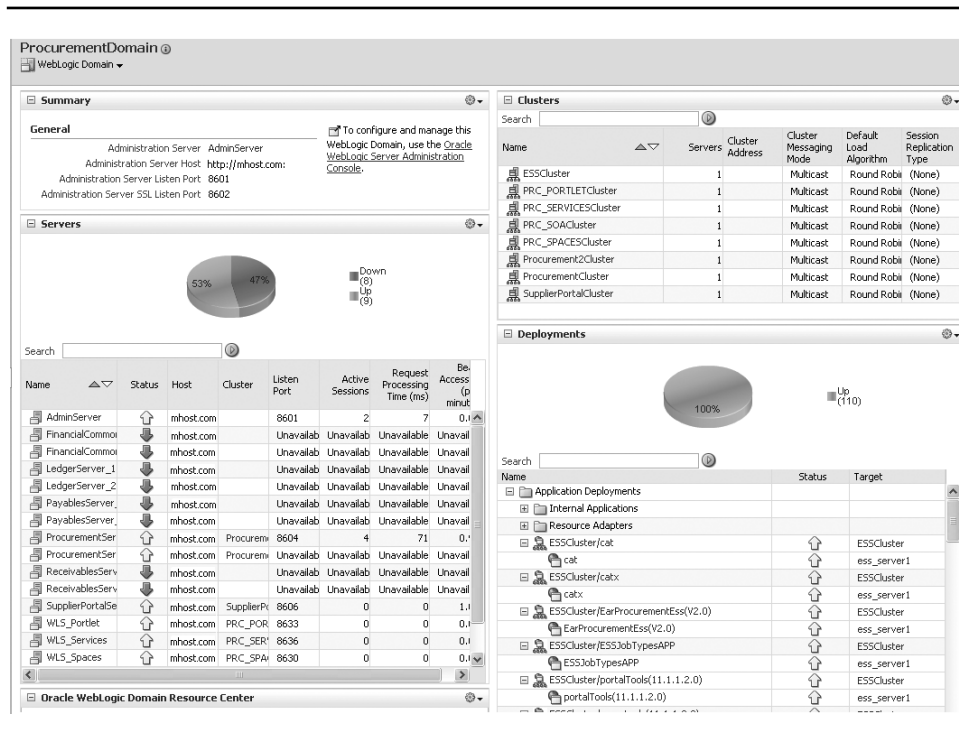 ProcurementDomain
WebLogic Domain
Summary
General
Administration Server AdminServer
Administration Server Host http://mhost.com:
Administration Server Listen Port 8601
Administration Server SSL Listen Port 8602
To configure and manage this
WebLogic Domain, use the Oracle
WebLogic Server Administration
Console.
Servers
53% 47%
Down
(8)
Up
(9)
Search
Name Status Host Cluster Listen Port Active Sessions Request Processing Time (ms)
AdminServer mhost.com 8601 2 7
FinancialCommo mhost.com Unavailab Unavailab Unavailable Unavail
FinancialCommo mhost.com Unavailab Unavailab Unavailable Unavail
LedgerServer_1 mhost.com Unavailab Unavailab Unavailable Unavail
LedgerServer_2 mhost.com Unavailab Unavailab Unavailable Unavail
PayablesServer_ mhost.com Unavailab Unavailab Unavailable Unavail
PayablesServer_ mhost.com Unavailab Unavailab Unavailable Unavail
ProcurementSer mhost.com Procurem 8604 4 71
ProcurementSer mhost.com Procurem Unavailab Unavailab Unavailable Unavail
ReceivablesServ mhost.com Unavailab Unavailab Unavailable Unavail
ReceivablesServ mhost.com Unavailab Unavailab Unavailable Unavail
SupplierPortalSe mhost.com SupplierP 8606 0 0
WLS_Portlet mhost.com PRC_POR 8633 0 0
WLS_Services mhost.com PRC_SER 8636 0 0
WLS_Spaces mhost.com PRC_SPA 8630 0 0
Oracle WebLogic Domain Resource Center
Clusters
Search
Name Servers Cluster Address Cluster Messaging Mode Default Load Algorithm Session Replication Type
ESSCluster 1 Multicast Round Robi (None)
PRC_PORTLETCluster 1 Multicast Round Robi (None)
PRC_SERVICESCluster 1 Multicast Round Robi (None)
PRC_SOACluster 1 Multicast Round Robi (None)
PRC_SPACESCluster 1 Multicast Round Robi (None)
Procurement2Cluster 1 Multicast Round Robi (None)
ProcurementCluster 1 Multicast Round Robi (None)
SupplierPortalCluster 1 Multicast Round Robi (None)
Deployments
100%
Up
(110)
Search
Name Status Target
Application Deployments
Internal Applications
Resource Adapters
ESSCluster/cat ESSCluster
cat ess_server1
ESSCluster/catx ESSCluster
catx ess_server1
ESSCluster/EarProcurementEss(V2.0) ESSCluster
EarProcurementEss(V2.0) ess_server1
ESSCluster/ESSJobTypesAPP ESSCluster
ESSJobTypesAPP ess_server1
ESSCluster/portalTools(11.1.1.2.0) ESSCluster
portalTools(11.1.1.2.0) ess_server1